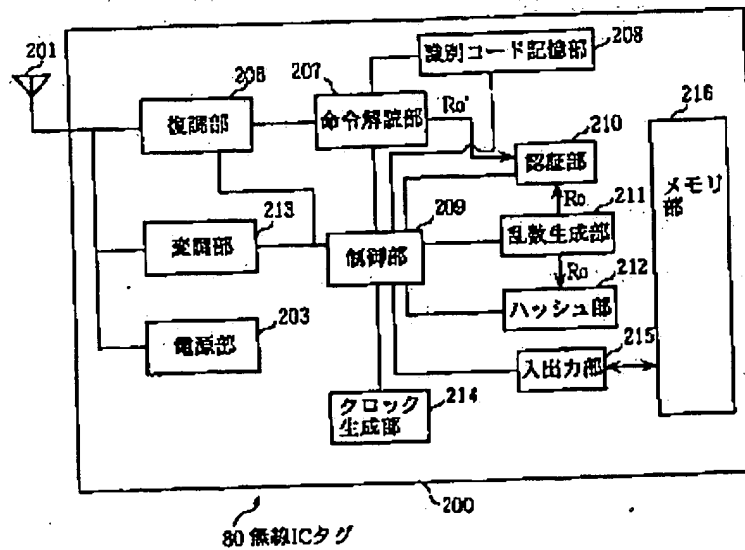 201
206
復調部
207
命令解読部
識別コード記憶部
208
Ro'
210
認証部
216
メモリ
部
213
変調部
209
制御部
Ro
211
乱数生成部
Ro
212
ハッシュ部
203
電源部
215
入出力部
クロック
生成部
214
200
80 無線ICタグ